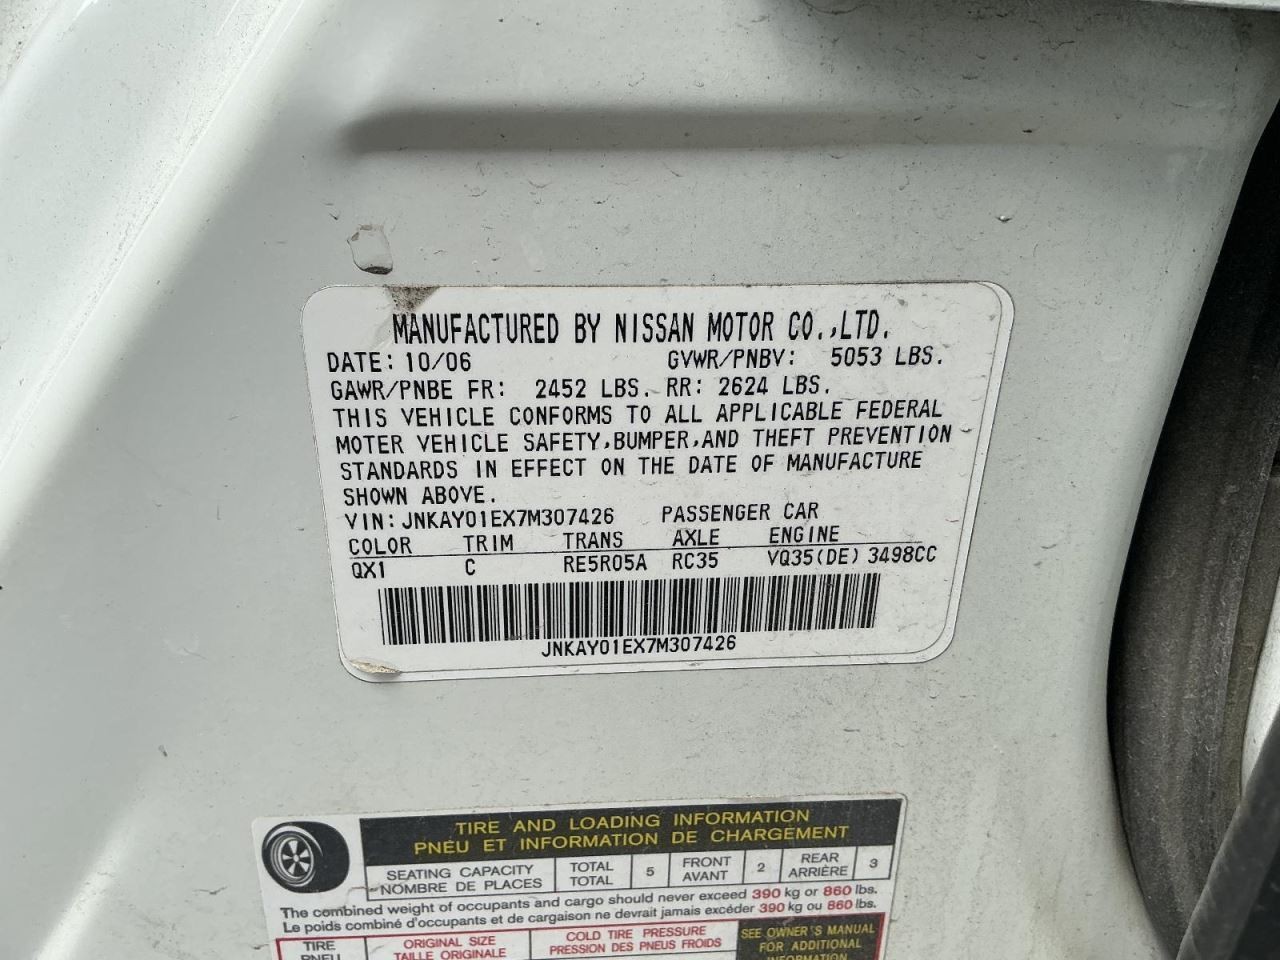 MANUFACTURED BY NISSAN MOTOR CO.,LTD.
DATE: 10/06 GVWR/PNBV: 5053 LBS.
GAWR/PNBE FR: 2452 LBS. RR: 2624 LBS.
THIS VEHICLE CONFORMS TO ALL APPLICABLE FEDERAL
MOTER VEHICLE SAFETY,BUMPER,AND THEFT PREVENTION
STANDARDS IN EFFECT ON THE DATE OF MANUFACTURE
SHOWN ABOVE.
VIN: JNKAY01EX7M307426 PASSENGER CAR
COLOR TRIM TRANS AXLE ENGINE
QX1 C RE5R05A RC35 VQ35(DE) 3498CC
JNKAY01EX7M307426
TIRE AND LOADING INFORMATION
PNEU ET INFORMATION DE CHARGEMENT
SEATING CAPACITY TOTAL 5 FRONT 2 REAR 3
NOMBRE DE PLACES TOTAL AVANT ARRIÈRE
The combined weight of occupants and cargo should never exceed 390 kg or 860 lbs.
Le poids combiné d'occupants et de cargaison ne devrait jamais excéder 390 kg ou 860 lbs.
TIRE ORIGINAL SIZE COLD TIRE PRESSURE SEE OWNER'S MANUAL
PNEU TAILLE ORIGINALE PRESSION DES PNEUS FROIDS FOR ADDITIONAL
INFORMATION